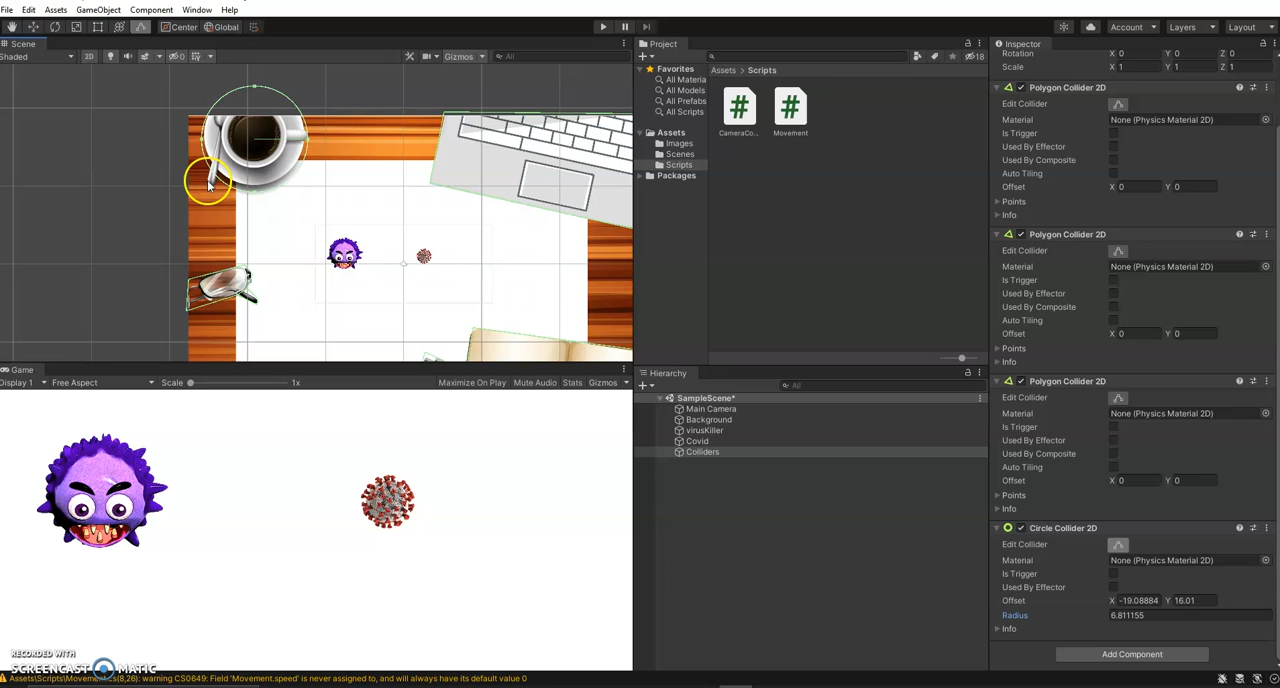 File Edit Assets GameObject Component Window Help
Center Global Account Layers Layout
Scene
Shaded 2D 0 Gizmos All
Project
18
Favorites
All Materia
All Models
All Prefabs
All Scripts
Assets
Images
Scenes
Scripts
Packages
Assets > Scripts
CameraCo...
Movement
Game
Display 1 Free Aspect Scale 1x Maximize On Play Mute Audio Stats Gizmos
Hierarchy
All
SampleScene*
Main Camera
Background
virusKiller
Covid
Colliders
Inspector
Rotation X 0 Y 0 Z 0
Scale X 1 Y 1 Z 1
Polygon Collider 2D
Edit Collider
Material None (Physics Material 2D)
Is Trigger
Used By Effector
Used By Composite
Auto Tiling
Offset X 0 Y 0
Points
Info
Polygon Collider 2D
Edit Collider
Material None (Physics Material 2D)
Is Trigger
Used By Effector
Used By Composite
Auto Tiling
Offset X 0 Y 0
Points
Info
Polygon Collider 2D
Edit Collider
Material None (Physics Material 2D)
Is Trigger
Used By Effector
Used By Composite
Auto Tiling
Offset X 0 Y 0
Points
Info
Circle Collider 2D
Edit Collider
Material None (Physics Material 2D)
Is Trigger
Used By Effector
Offset X -19.08884 Y 16.01
Radius 6.811155
Info
Add Component
RECORDED WITH
SCREENCAST MATIC
Assets\Scripts\Movement.cs(8,26): warning CS0649: Field 'Movement.speed' is never assigned to, and will always have its default value 0